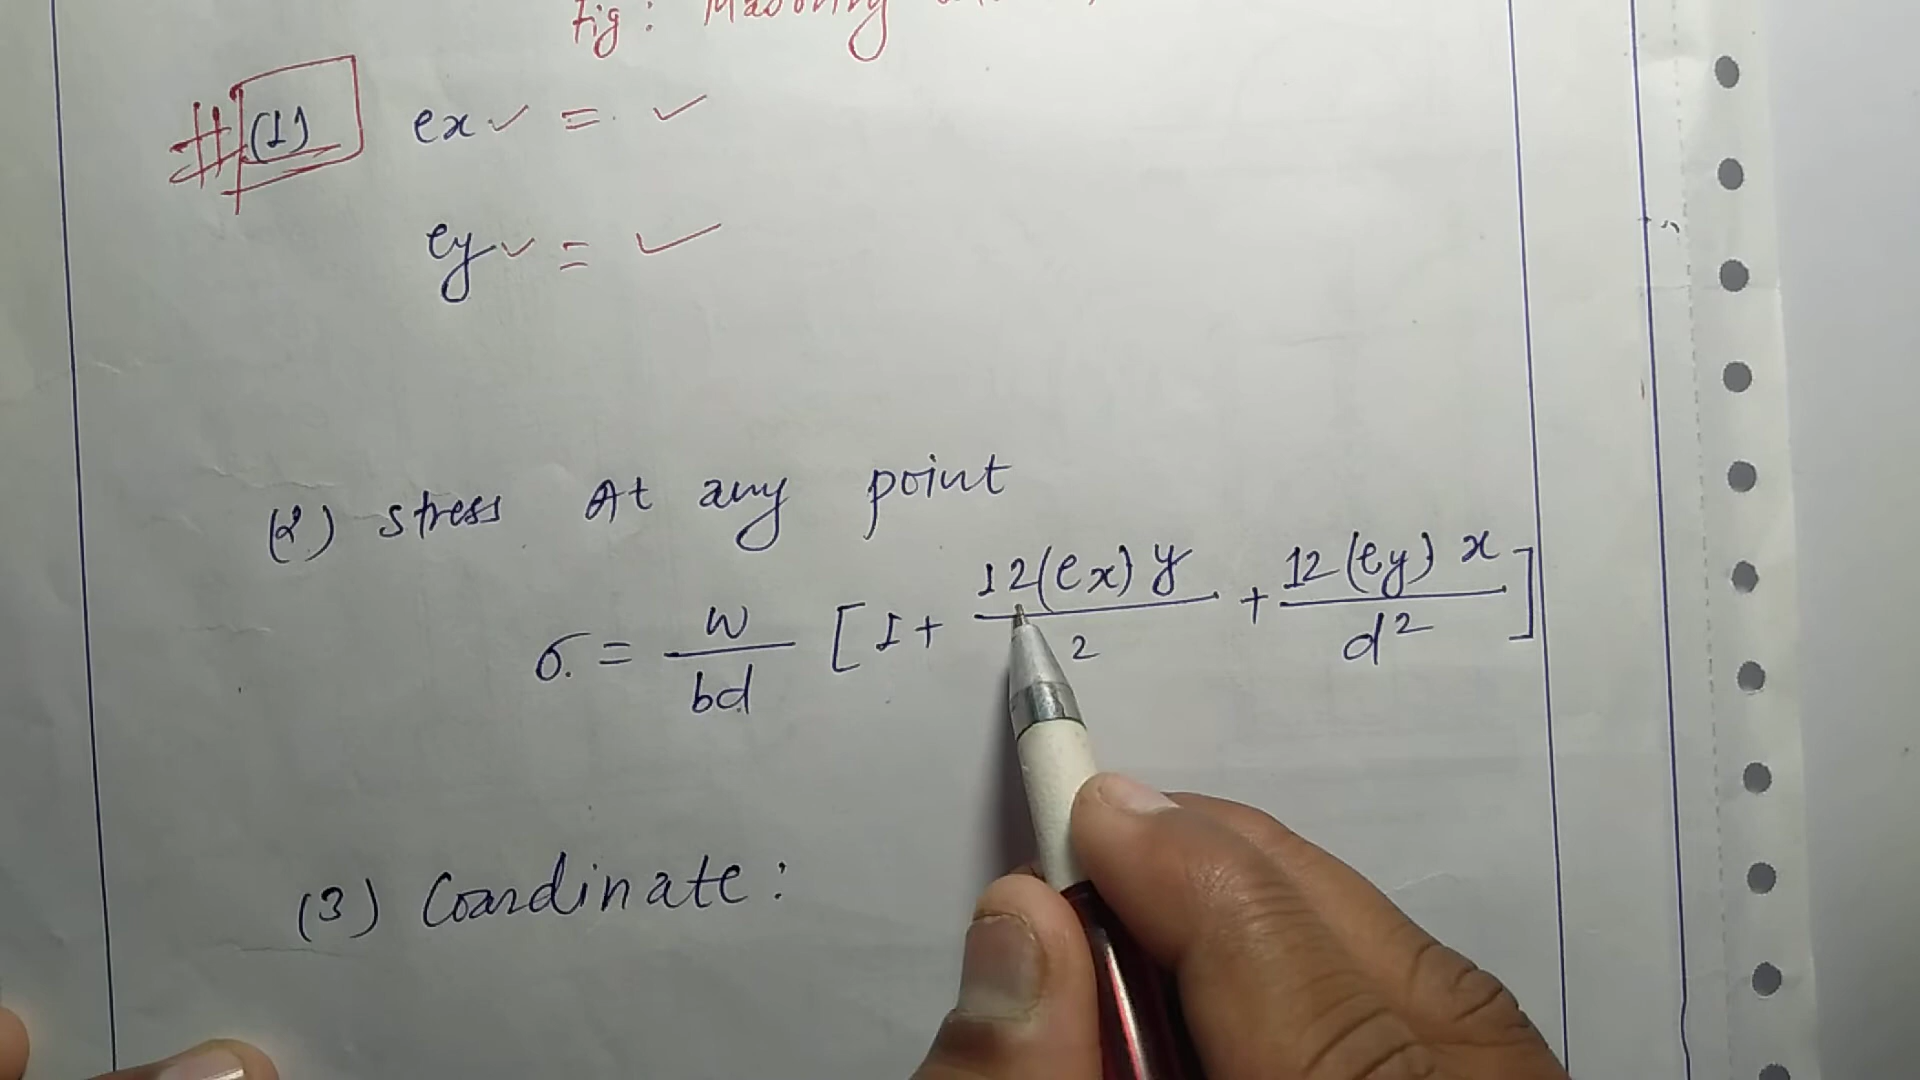 Fig: Masonry
#(1) ex ✓ = ✓
ey ✓ = ✓
(2) stress At any point
σ = W/bd [1 + 12(ex) y / 2 + 12(ey) x / d²]
(3) Coordinate: